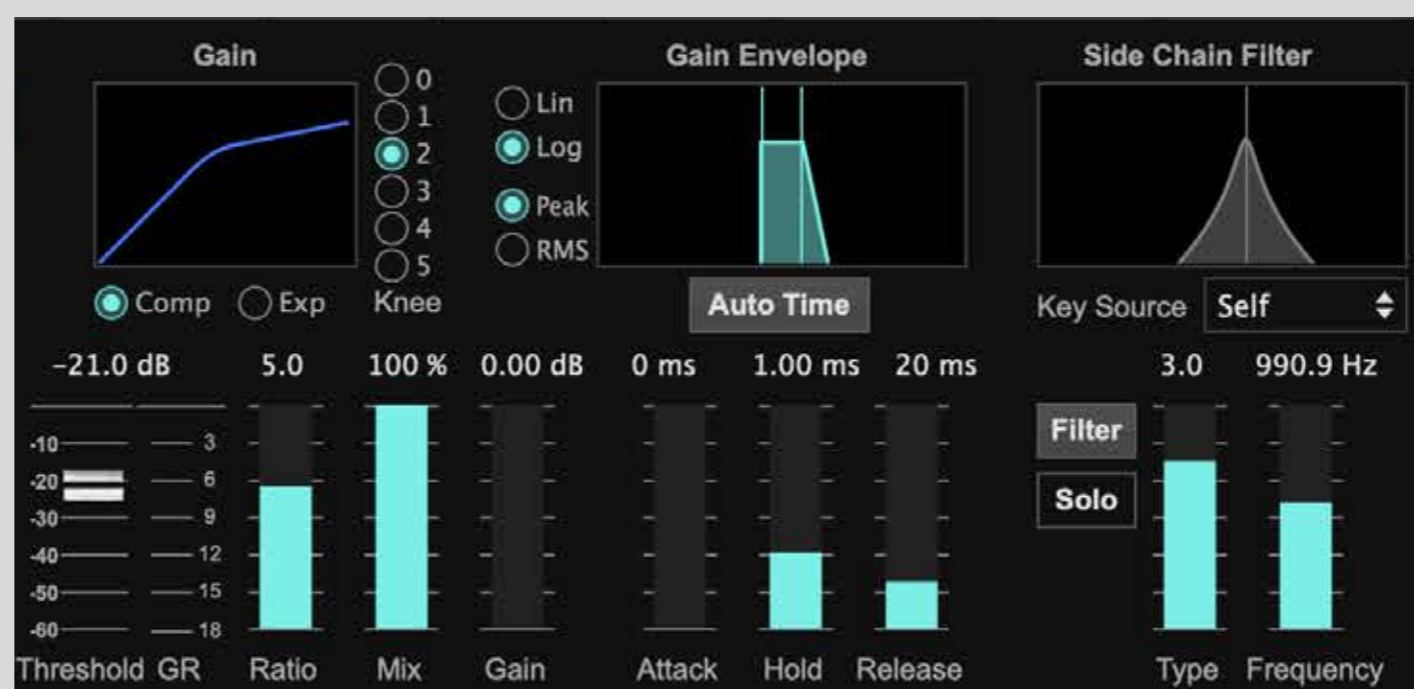 Gain
Gain Envelope
Side Chain Filter
0
1
2
3
4
5
Knee
Lin
Log
Peak
RMS
Comp
Exp
Auto Time
Key Source
Self
-21.0 dB
5.0
100 %
0.00 dB
0 ms
1.00 ms
20 ms
3.0
990.9 Hz
-10
-20
-30
-40
-50
-60
3
6
9
12
15
18
Filter
Solo
Threshold
GR
Ratio
Mix
Gain
Attack
Hold
Release
Type
Frequency